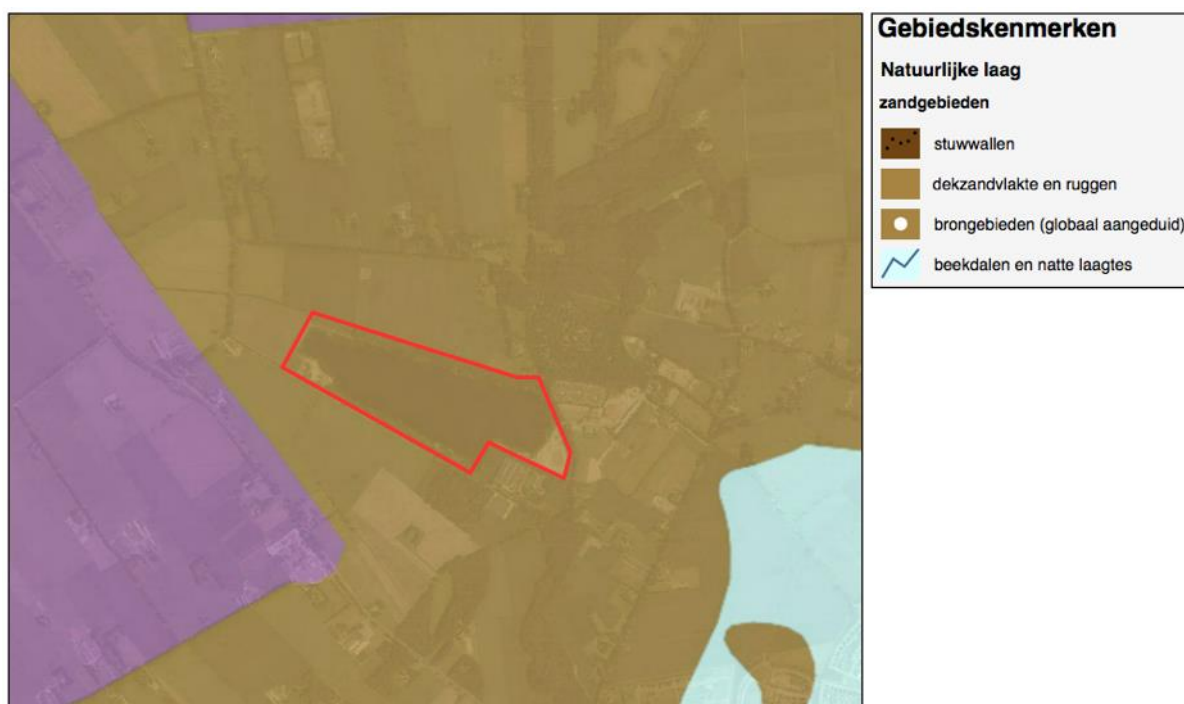 Gebiedskenmerken
Natuurlijke laag
zandgebieden
stuwwallen
dekzandvlakte en ruggen
brongebieden (globaal aangeduid)
beekdalen en natte laagtes